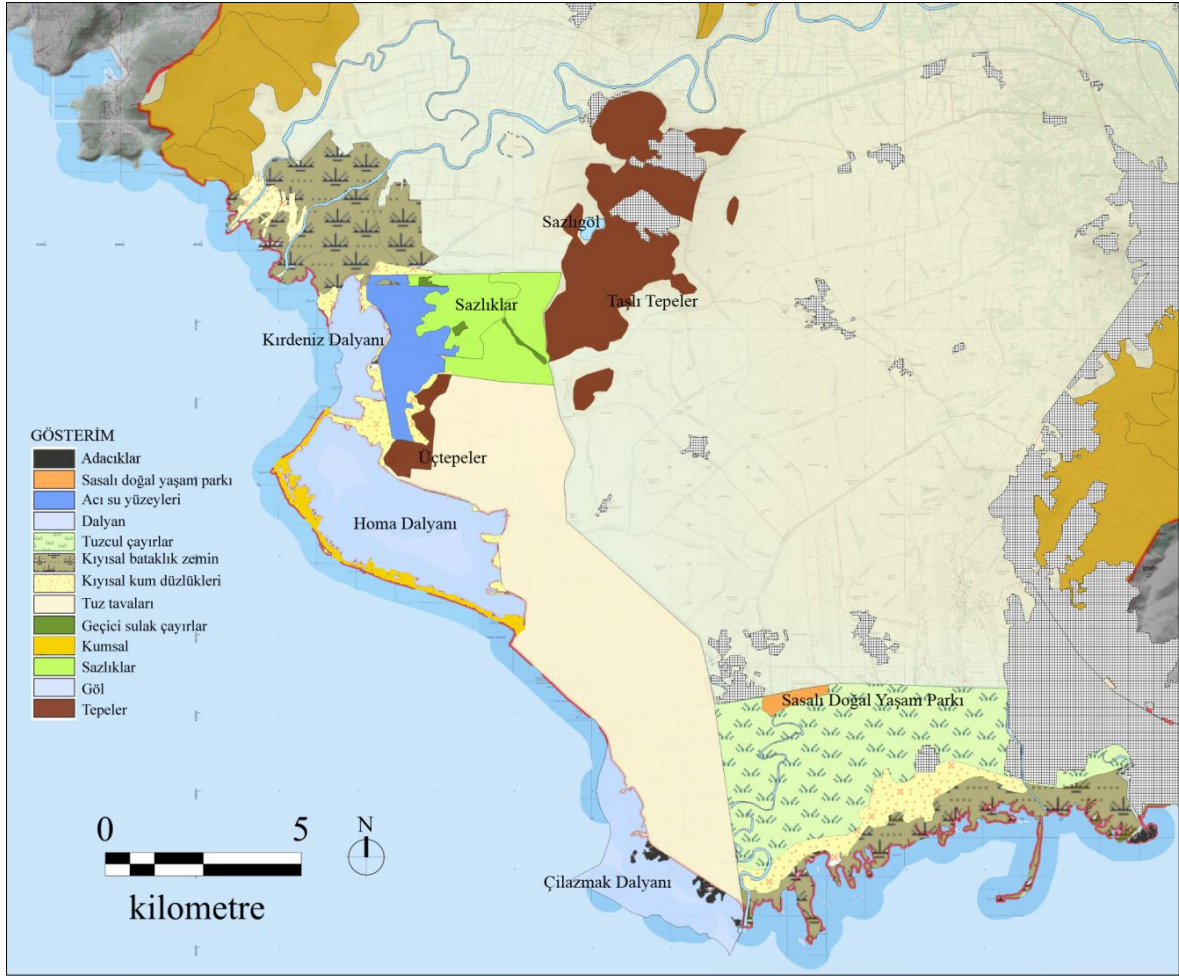 Sazlıgöl
Taşlı Tepeler
Sazlıklar
Kırdeniz Dalyanı
Üçtepeler
Homa Dalyanı
Sasalı Doğal Yaşam Parkı
Çilazmak Dalyanı
GÖSTERİM
Adacıklar
Sasalı doğal yaşam parkı
Acı su yüzeyleri
Dalyan
Tuzcul çayırlar
Kıyısal bataklık zemin
Kıyısal kum düzlükleri
Tuz tavaları
Geçici sulak çayırlar
Kumsal
Sazlıklar
Göl
Tepeler
0 5
N
kilometre